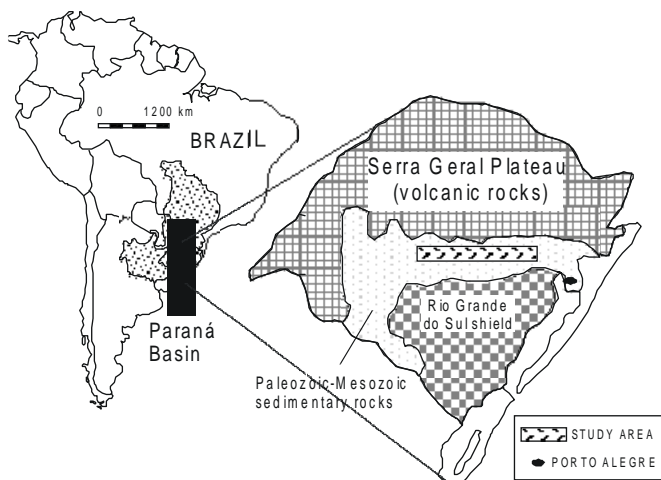 0 1200 km
BRAZIL
Paraná
Basin
Serra Geral Plateau
(volcanic rocks)
Rio Grande
do Sul shield
Paleozoic-Mesozoic
sedimentary rocks
STUDY AREA
PORTO ALEGRE